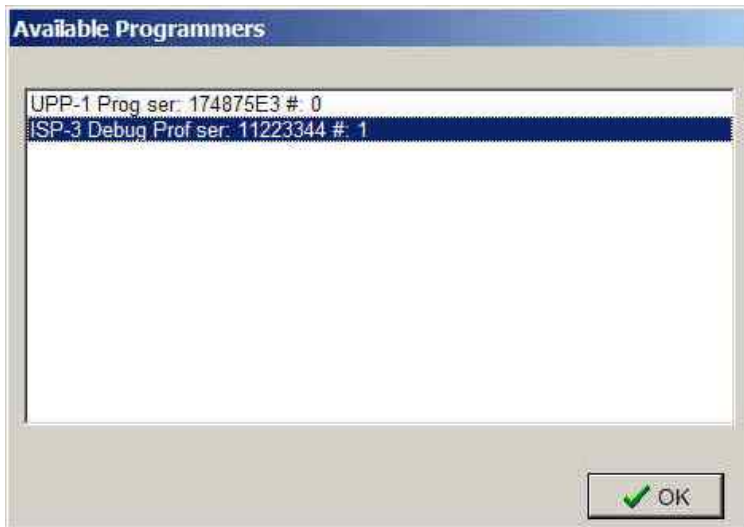 Available Programmers
UPP-1 Prog ser: 174875E3 #: 0
ISP-3 Debug Prof ser: 11223344 #: 1
OK